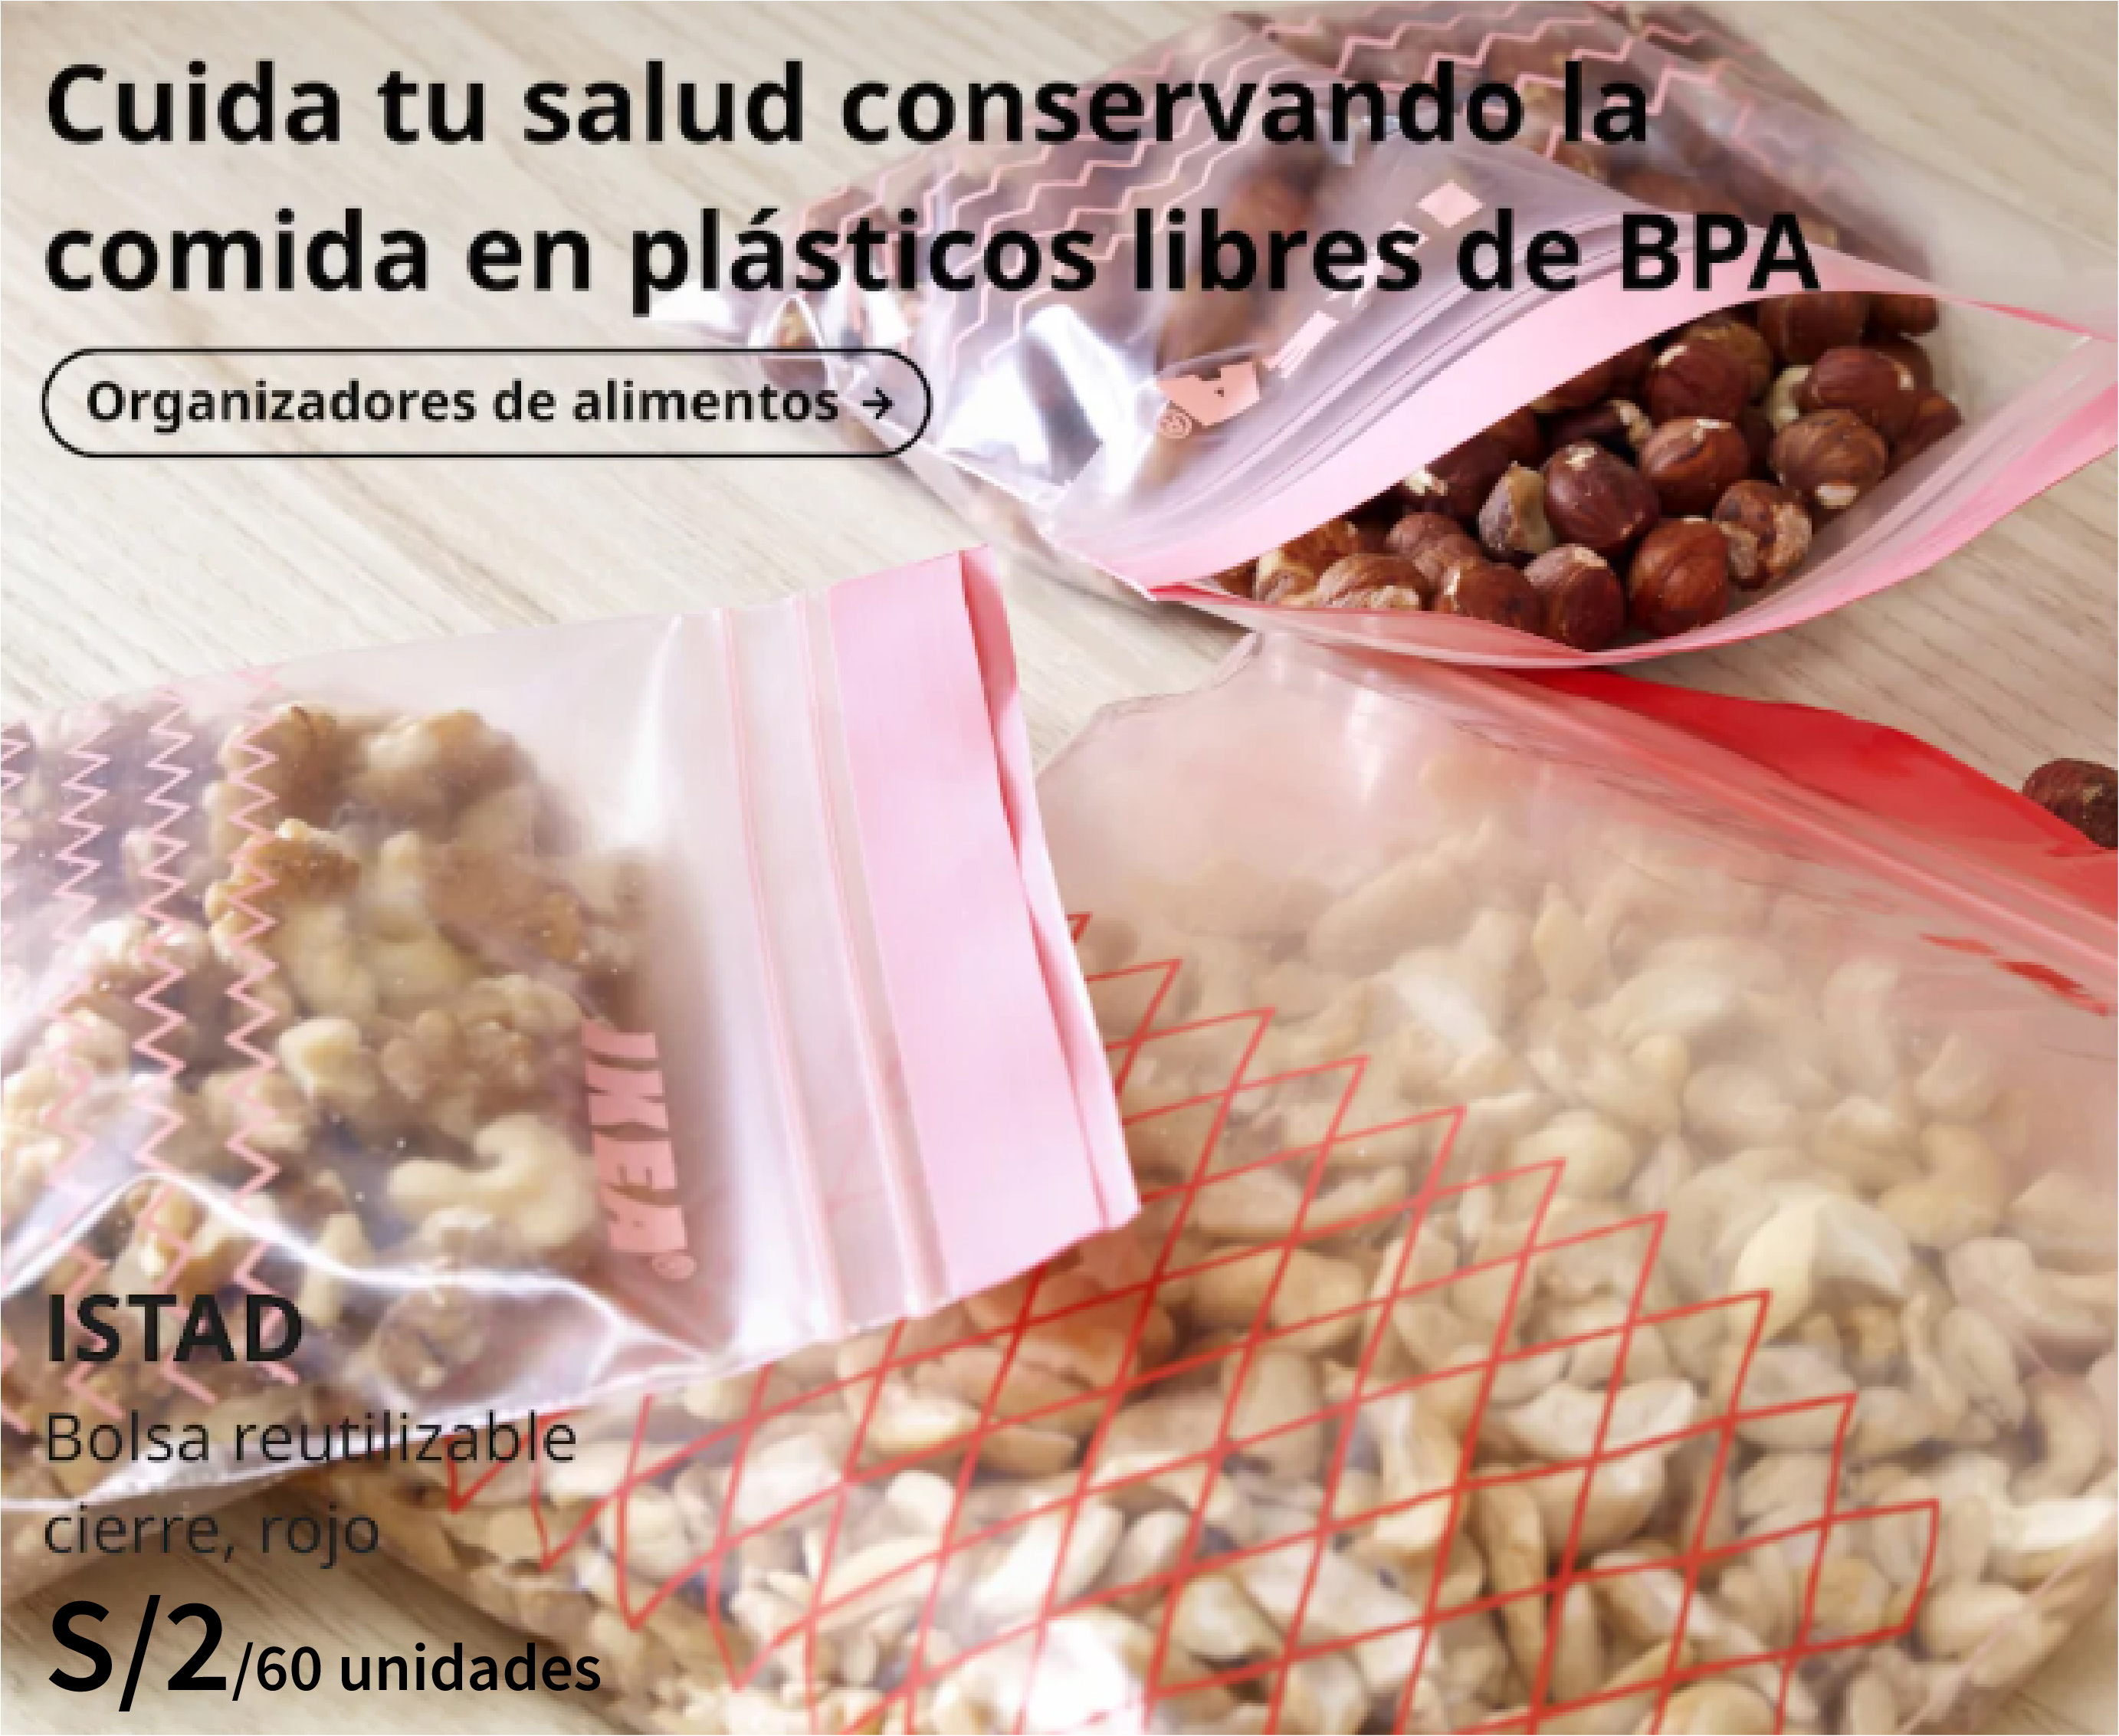 Cuida tu salud conservando la
comida en plásticos libres de BPA
Organizadores de alimentos →
IKEA
ISTAD
Bolsa reutilizable
cierre, rojo
S/2/60 unidades